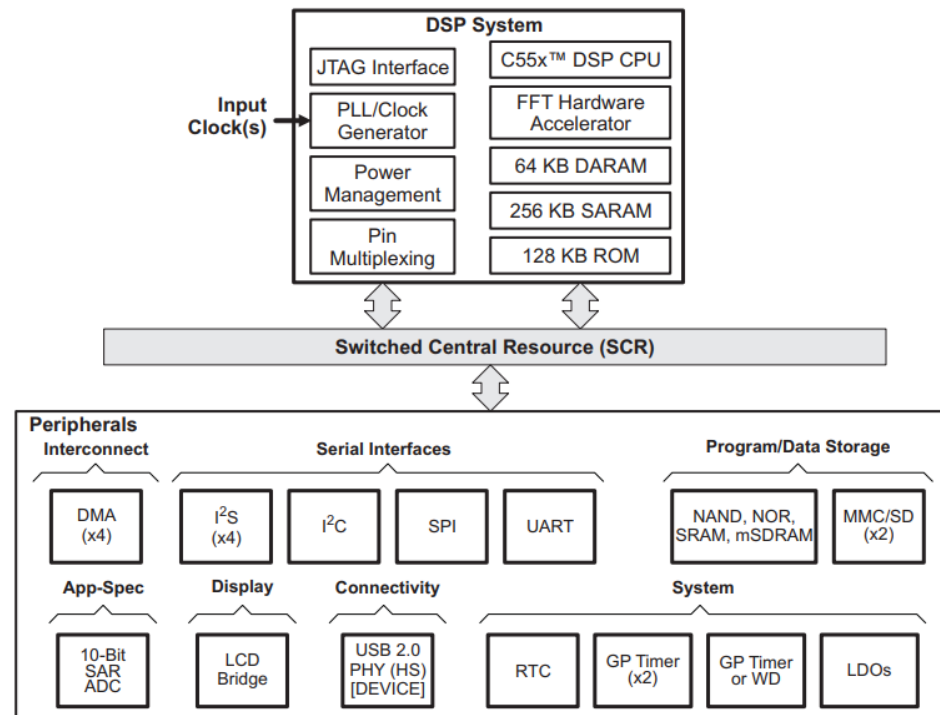 DSP System
JTAG Interface
C55x™ DSP CPU
Input
Clock(s)
PLL/Clock
Generator
FFT Hardware
Accelerator
Power
Management
64 KB DARAM
256 KB SARAM
Pin
Multiplexing
128 KB ROM
Switched Central Resource (SCR)
Peripherals
Interconnect
Serial Interfaces
Program/Data Storage
DMA
(x4)
I²S
(x4)
I²C
SPI
UART
NAND, NOR,
SRAM, mSDRAM
MMC/SD
(x2)
App-Spec
Display
Connectivity
System
10-Bit
SAR
ADC
LCD
Bridge
USB 2.0
PHY (HS)
[DEVICE]
RTC
GP Timer
(x2)
GP Timer
or WD
LDOs